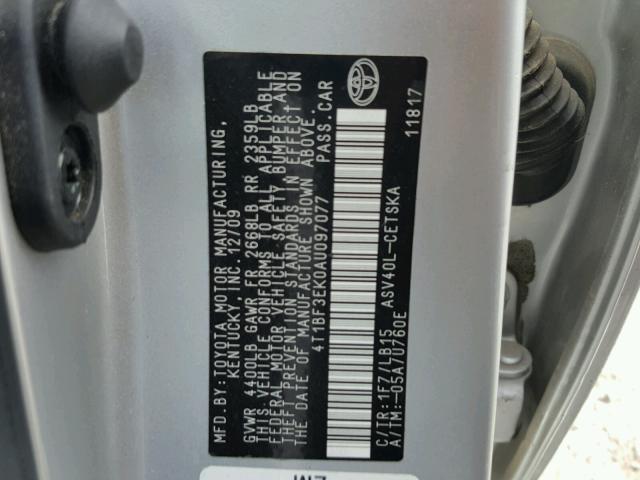 MFD.BY:TOYOTA MOTOR MANUFACTURING,
KENTUCKY, INC. 12/09
GVWR 4400LB GAWR FR 2668LB RR 2359LB
THIS VEHICLE CONFORMS TO ALL APPLICABLE
FEDERAL MOTOR VEHICLE SAFETY BUMPER, AND
THEFT PREVENTION STANDARDS IN EFFECT ON
THE DATE OF MANUFACTURE SHOWN ABOVE.
4T1BF3EK0AU097077 PASS.CAR
C/TR:1F7/LB15 ASV40L-CETSKA
A/TM:-05A/U760E
11817